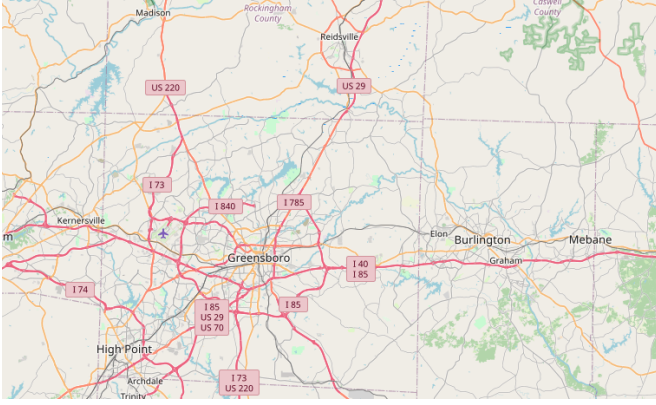 Madison
Rockingham
County
Caswell
County
Reidsville
US 220
US 29
I 73
I 840
I 785
Kernersville
m
Elon
Burlington
Mebane
Greensboro
Graham
I 40
I 85
I 74
I 85
US 29
US 70
I 85
High Point
Archdale
I 73
US 220
Trinity